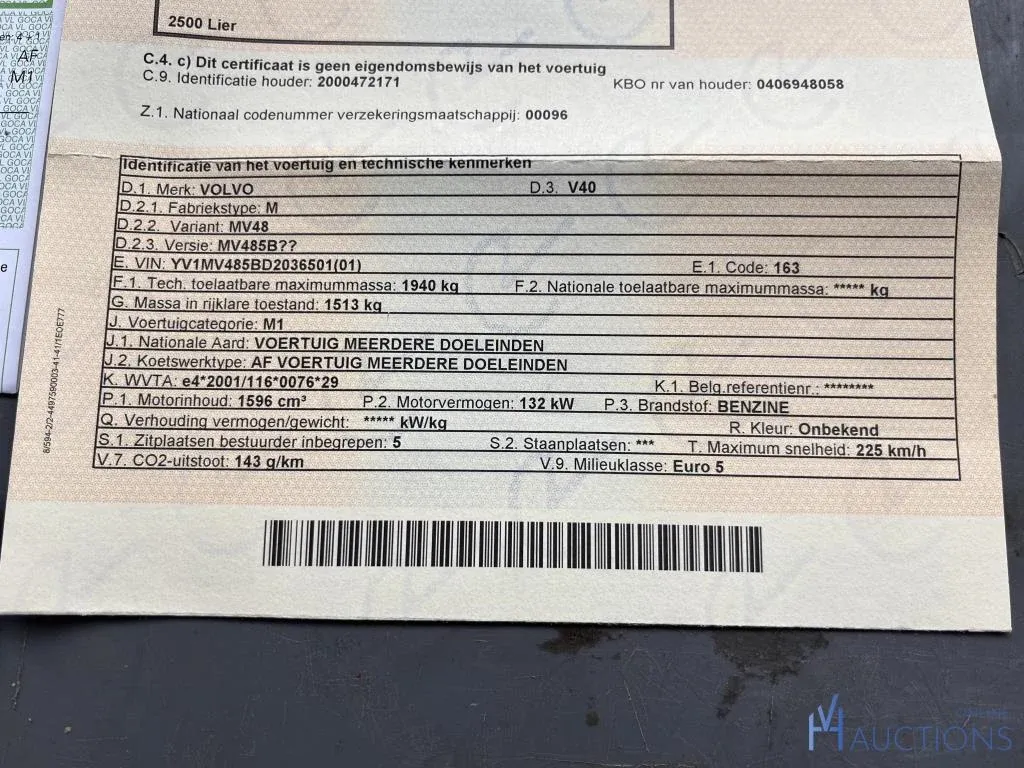 2500 Lier
C.4. c) Dit certificaat is geen eigendomsbewijs van het voertuig
C.9. Identificatie houder: 2000472171 KBO nr van houder: 0406948058
Z.1. Nationaal codenummer verzekeringsmaatschappij: 00096
Identificatie van het voertuig en technische kenmerken
D.1. Merk: VOLVO D.3. V40
D.2.1. Fabriekstype: M
D.2.2. Variant: MV48
D.2.3. Versie: MV485B??
E. VIN: YV1MV485BD2036501(01) E.1. Code: 163
F.1. Tech. toelaatbare maximummassa: 1940 kg F.2. Nationale toelaatbare maximummassa: ***** kg
G. Massa in rijklare toestand: 1513 kg
J. Voertuigcategorie: M1
J.1. Nationale Aard: VOERTUIG MEERDERE DOELEINDEN
J.2. Koetswerktype: AF VOERTUIG MEERDERE DOELEINDEN
K. WVTA: e4*2001/116*0076*29 K.1. Belg.referentienr.: ********
P.1. Motorinhoud: 1596 cm³ P.2. Motorvermogen: 132 kW P.3. Brandstof: BENZINE
Q. Verhouding vermogen/gewicht: ***** kW/kg R. Kleur: Onbekend
S.1. Zitplaatsen bestuurder inbegrepen: 5 S.2. Staanplaatsen: *** T. Maximum snelheid: 225 km/h
V.7. CO2-uitstoot: 143 g/km V.9. Milieuklasse: Euro 5
AF
M1
ONLINE
AUCTIONS